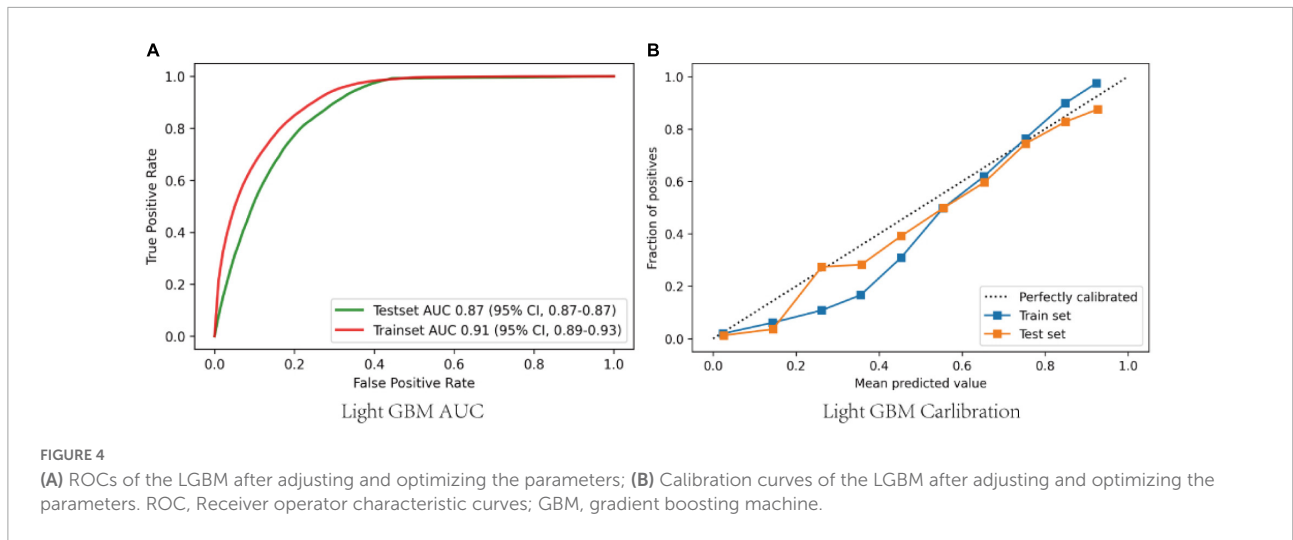 A
1.0
0.8
0.6
0.4
0.2
0.0
True Positive Rate
Testset AUC 0.87 (95% CI, 0.87-0.87)
Trainset AUC 0.91 (95% CI, 0.89-0.93)
0.0 0.2 0.4 0.6 0.8 1.0
False Positive Rate
Light GBM AUC
B
1.0
0.8
0.6
0.4
0.2
0.0
Fraction of positives
Perfectly calibrated
Train set
Test set
0.0 0.2 0.4 0.6 0.8 1.0
Mean predicted value
Light GBM Carlibration
FIGURE 4
(A) ROCs of the LGBM after adjusting and optimizing the parameters; (B) Calibration curves of the LGBM after adjusting and optimizing the
parameters. ROC, Receiver operator characteristic curves; GBM, gradient boosting machine.